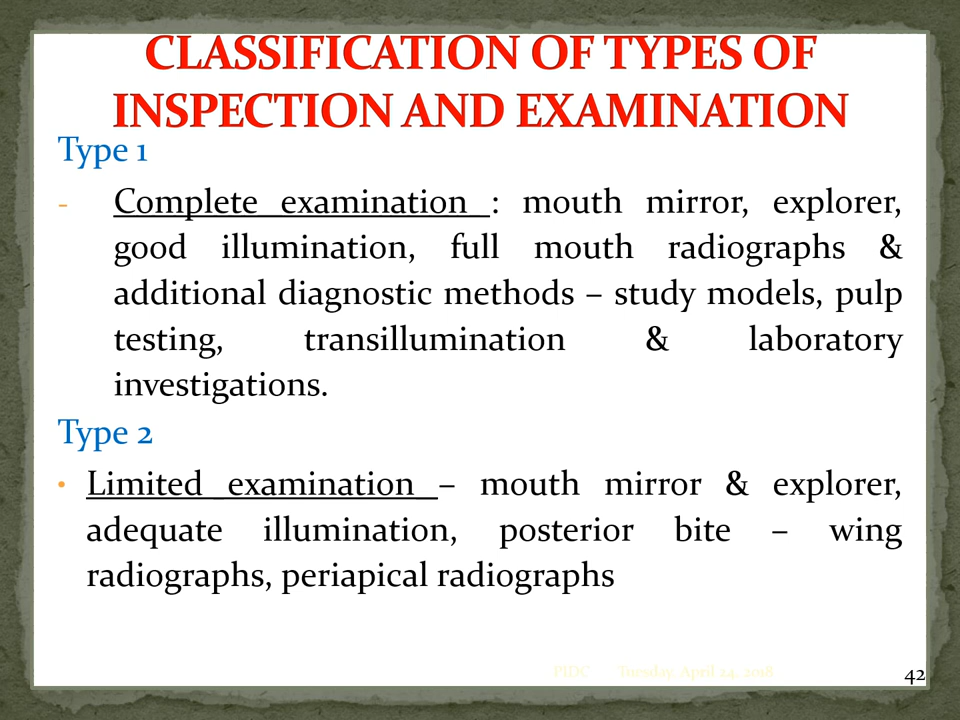 CLASSIFICATION OF TYPES OF
INSPECTION AND EXAMINATION
Type 1
- Complete examination : mouth mirror, explorer,
good illumination, full mouth radiographs &
additional diagnostic methods – study models, pulp
testing, transillumination & laboratory
investigations.
Type 2
• Limited examination – mouth mirror & explorer,
adequate illumination, posterior bite – wing
radiographs, periapical radiographs
PIDC Tuesday, April 24, 2018
42